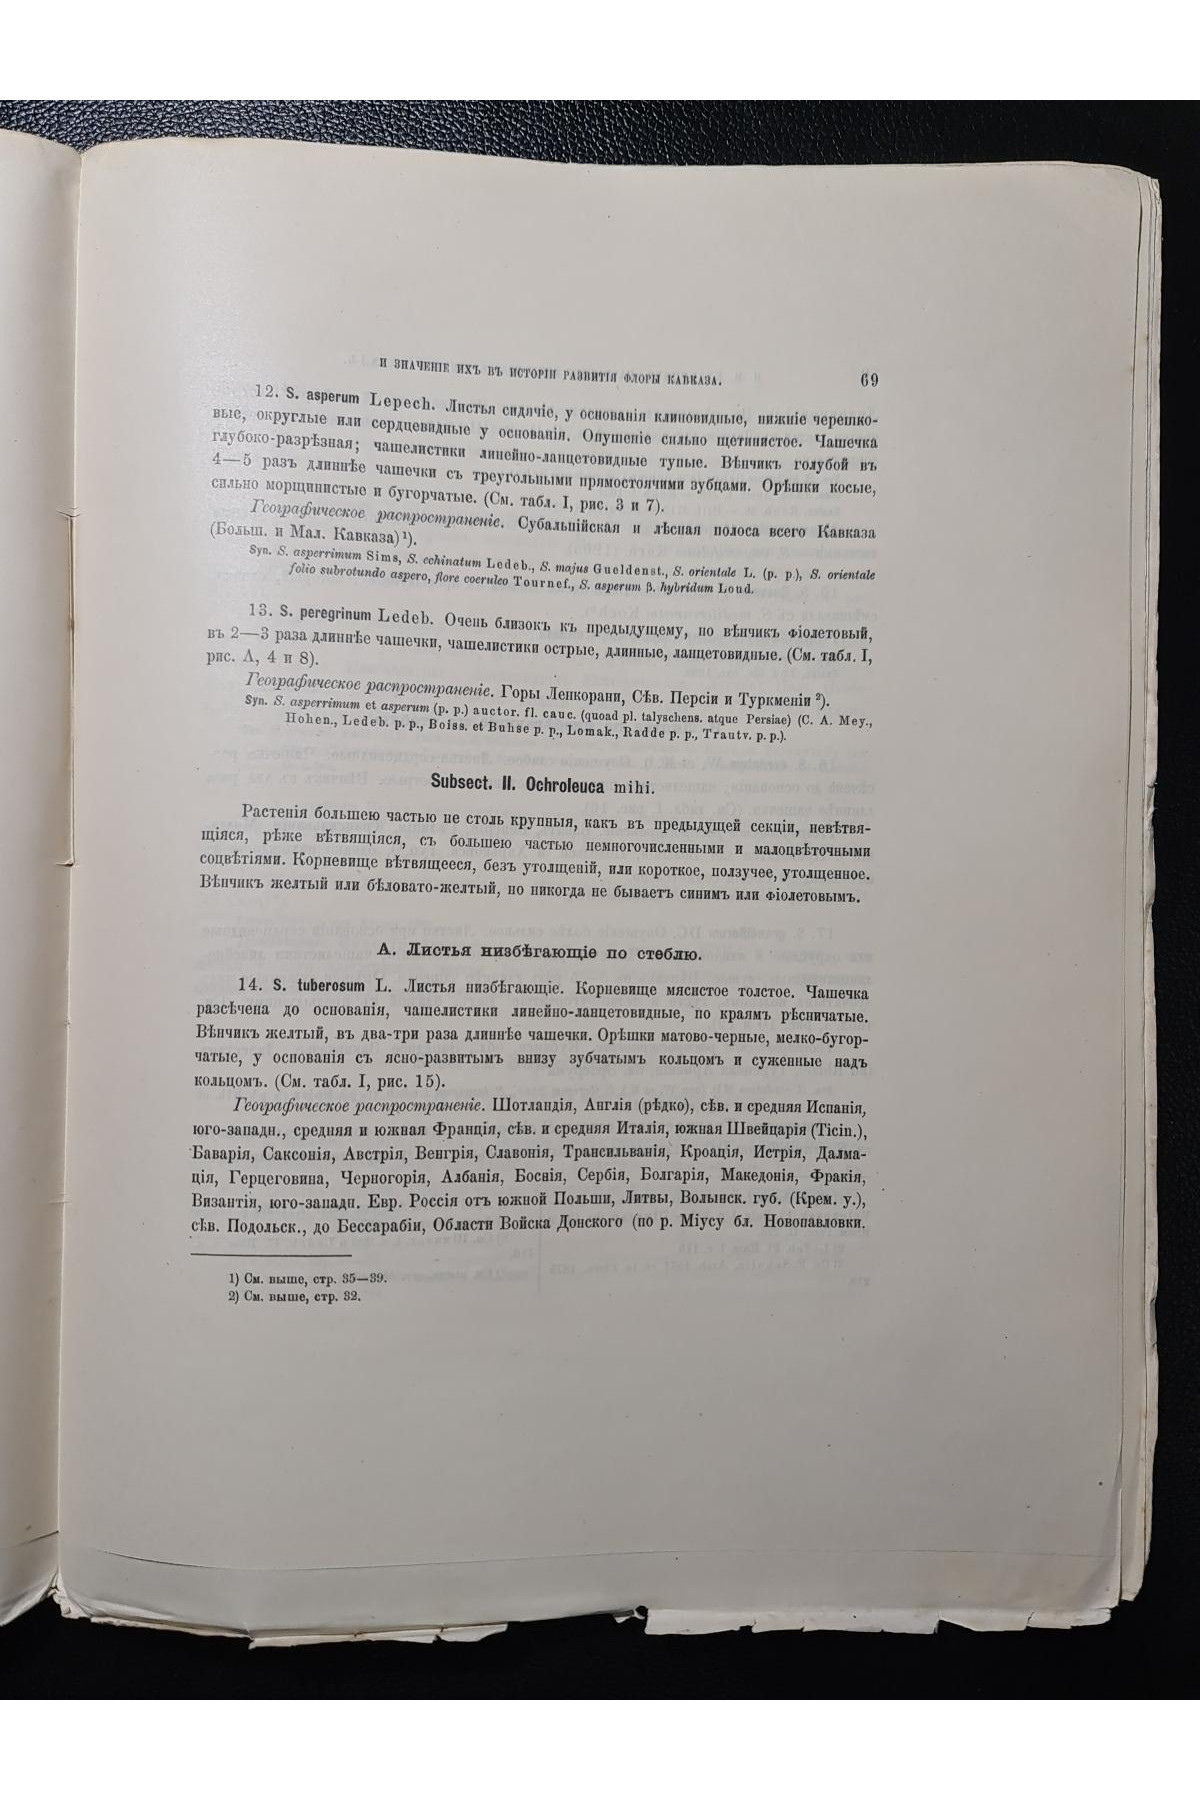 И ЗНАЧЕНІЕ ИХЪ ВЪ ИСТОРІИ РАЗВИТІЯ ФЛОРЫ КАВКАЗА. 69
12. S. asperum Lepech. Листья сидячіе, у основанія клиновидные, нижніе черешко-
вые, округлые или сердцевидные у основанія. Опушеніе сильно щетинистое. Чашечка
глубоко-разрѣзная; чашелистики линейно-ланцетовидные тупые. Вѣнчикъ голубой въ
4—5 разъ длиннѣе чашечки съ треугольными прямостоячими зубцами. Орѣшки косые,
сильно морщинистые и бугорчатые. (См. табл. I, рис. 3 и 7).
Географическое распространеніе. Субальпійская и лѣсная полоса всего Кавказа
(Больш. и Мал. Кавказа) ¹).
Syn. S. asperrimum Sims, S. echinatum Ledeb., S. majus Gueldenst., S. orientale L. (p. p.), S. orientale
folio subrotundo aspero, flore coeruleo Tournef., S. asperum β. hybridum Loud.
13. S. peregrinum Ledeb. Очень близокъ къ предыдущему, но вѣнчикъ фіолетовый,
въ 2—3 раза длиннѣе чашечки, чашелистики острые, длинные, ланцетовидные. (См. табл. I,
рис. A, 4 и 8).
Географическое распространеніе. Горы Ленкорани, Сѣв. Персіи и Туркменіи ²).
Syn. S. asperrimum et asperum (p. p.) auctor. fl. cauc. (quoad pl. talyschens. atque Persiae) (C. A. Mey.,
Hohen., Ledeb. p. p., Boiss. et Buhse p. p., Lomak., Radde p. p., Trautv. p. p.).
Subsect. II. Ochroleuca mihi.
Растенія большею частью не столь крупныя, какъ въ предыдущей секціи, невѣтвя-
щіяся, рѣже вѣтвящіяся, съ большею частью немногочисленными и малоцвѣточными
соцвѣтіями. Корневище вѣтвящееся, безъ утолщеній, или короткое, ползучее, утолщенное.
Вѣнчикъ желтый или бѣловато-желтый, но никогда не бываетъ синимъ или фіолетовымъ.
А. Листья низбѣгающіе по стеблю.
14. S. tuberosum L. Листья низбѣгающіе. Корневище мясистое толстое. Чашечка
разсѣчена до основанія, чашелистики линейно-ланцетовидные, по краямъ рѣсничатые.
Вѣнчикъ желтый, въ два-три раза длиннѣе чашечки. Орѣшки матово-черные, мелко-бугор-
чатые, у основанія съ ясно-развитымъ внизу зубчатымъ кольцомъ и суженные надъ
кольцомъ. (См. табл. I, рис. 15).
Географическое распространеніе. Шотландія, Англія (рѣдко), сѣв. и средняя Испанія,
юго-западн., средняя и южная Франція, сѣв. и средняя Италія, южная Швейцарія (Ticin.),
Баварія, Саксонія, Австрія, Венгрія, Славонія, Трансильванія, Кроація, Истрія, Далма-
ція, Герцеговина, Черногорія, Албанія, Боснія, Сербія, Болгарія, Македонія, Фракія,
Византія, юго-западн. Евр. Россія отъ южной Польши, Литвы, Волынск. губ. (Крем. у.),
сѣв. Подольск., до Бессарабіи, Области Войска Донского (по р. Міусу бл. Новопавловки.
1) См. выше, стр. 35—39.
2) См. выше, стр. 32.